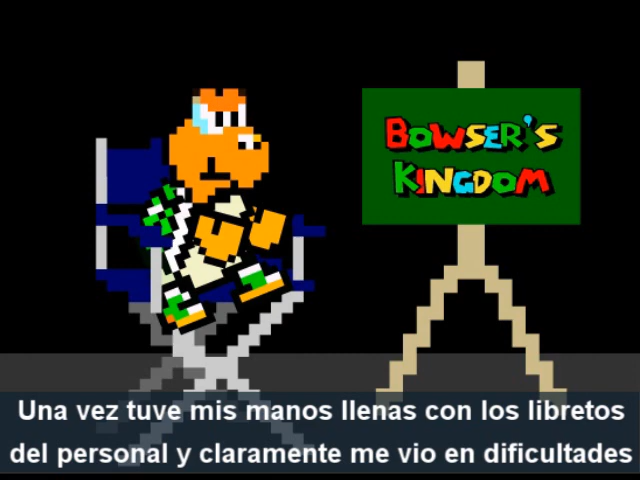 BOWSER'S
KINGDOM
Una vez tuve mis manos llenas con los libretos
del personal y claramente me vio en dificultades